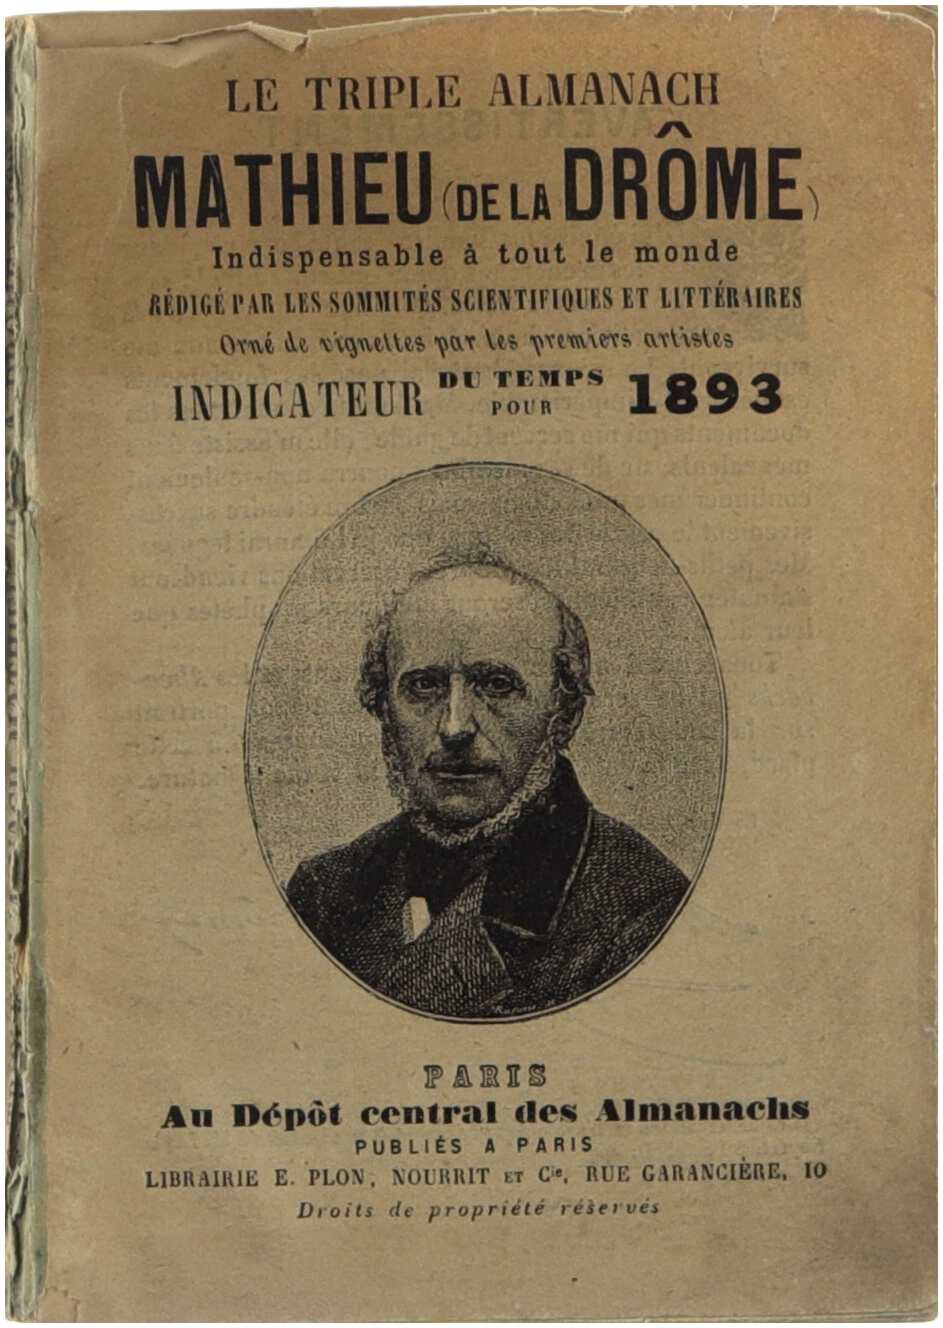 LE TRIPLE ALMANACH
MATHIEU (DE LA DRÔME)
Indispensable à tout le monde
RÉDIGÉ PAR LES SOMMITÉS SCIENTIFIQUES ET LITTÉRAIRES
Orné de vignettes par les premiers artistes
INDICATEUR DU TEMPS POUR 1893
PARIS
Au Dépôt central des Almanachs
PUBLIÉS A PARIS
LIBRAIRIE E. PLON, NOURRIT ET Cie, RUE GARANCIÈRE, 10
Droits de propriété réservés